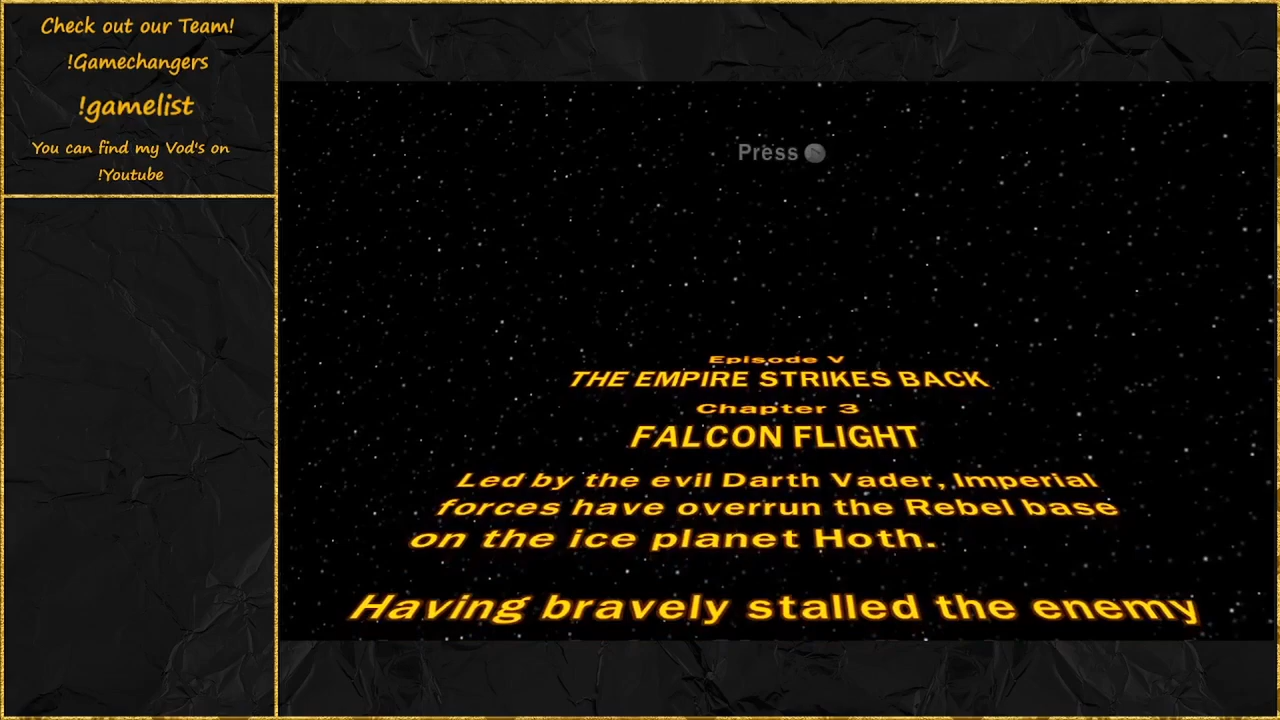 Check out our Team!
!Gamechangers
!gamelist
You can find my Vod's on
!Youtube
Press
Episode V
THE EMPIRE STRIKES BACK
Chapter 3
FALCON FLIGHT
Led by the evil Darth Vader, Imperial
forces have overrun the Rebel base
on the ice planet Hoth.
Having bravely stalled the enemy